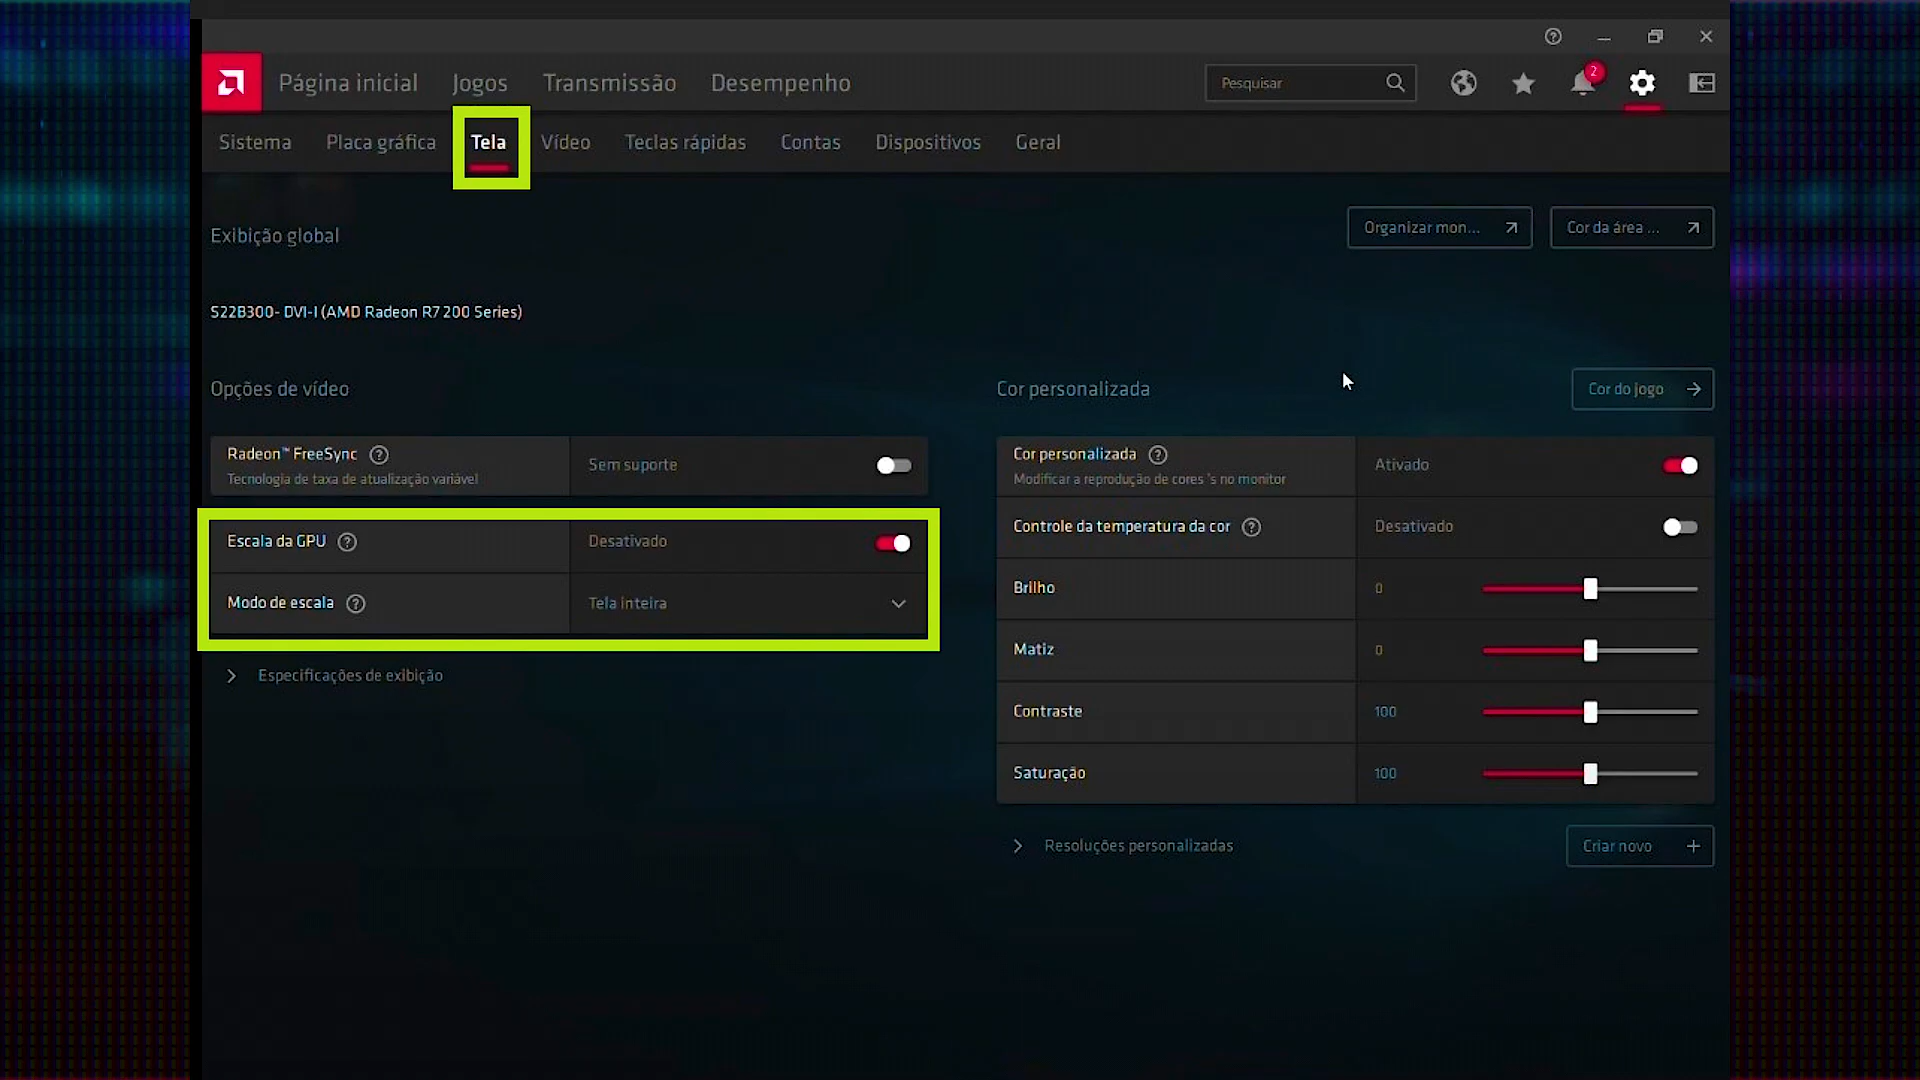 Página inicial Jogos Transmissão Desempenho Pesquisar 2
Sistema Placa gráfica Tela Vídeo Teclas rápidas Contas Dispositivos Geral
Exibição global Organizar mon... Cor da área ...
S22B300- DVI-I (AMD Radeon R7 200 Series)
Opções de vídeo
Radeon™ FreeSync ?
Tecnologia de taxa de atualização variável
Sem suporte
Escala da GPU ? Desativado
Modo de escala ? Tela inteira
Especificações de exibição
Cor personalizada Cor do jogo
Cor personalizada ?
Modificar a reprodução de cores 's no monitor
Ativado
Controle da temperatura da cor ? Desativado
Brilho 0
Matiz 0
Contraste 100
Saturação 100
Resoluções personalizadas Criar novo